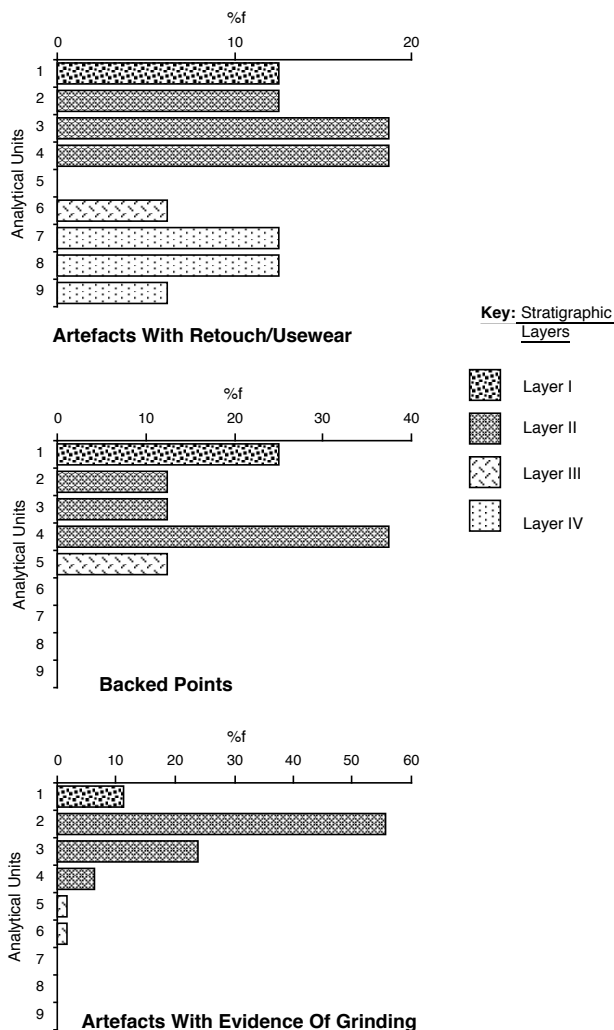 %f
0 10 20
Analytical Units
1
2
3
4
5
6
7
8
9
Artefacts With Retouch/Usewear
Key: Stratigraphic
Layers
Layer I
Layer II
Layer III
Layer IV
%f
0 10 20 30 40
Analytical Units
1
2
3
4
5
6
7
8
9
Backed Points
%f
0 10 20 30 40 50 60
Analytical Units
1
2
3
4
5
6
7
8
9
Artefacts With Evidence Of Grinding